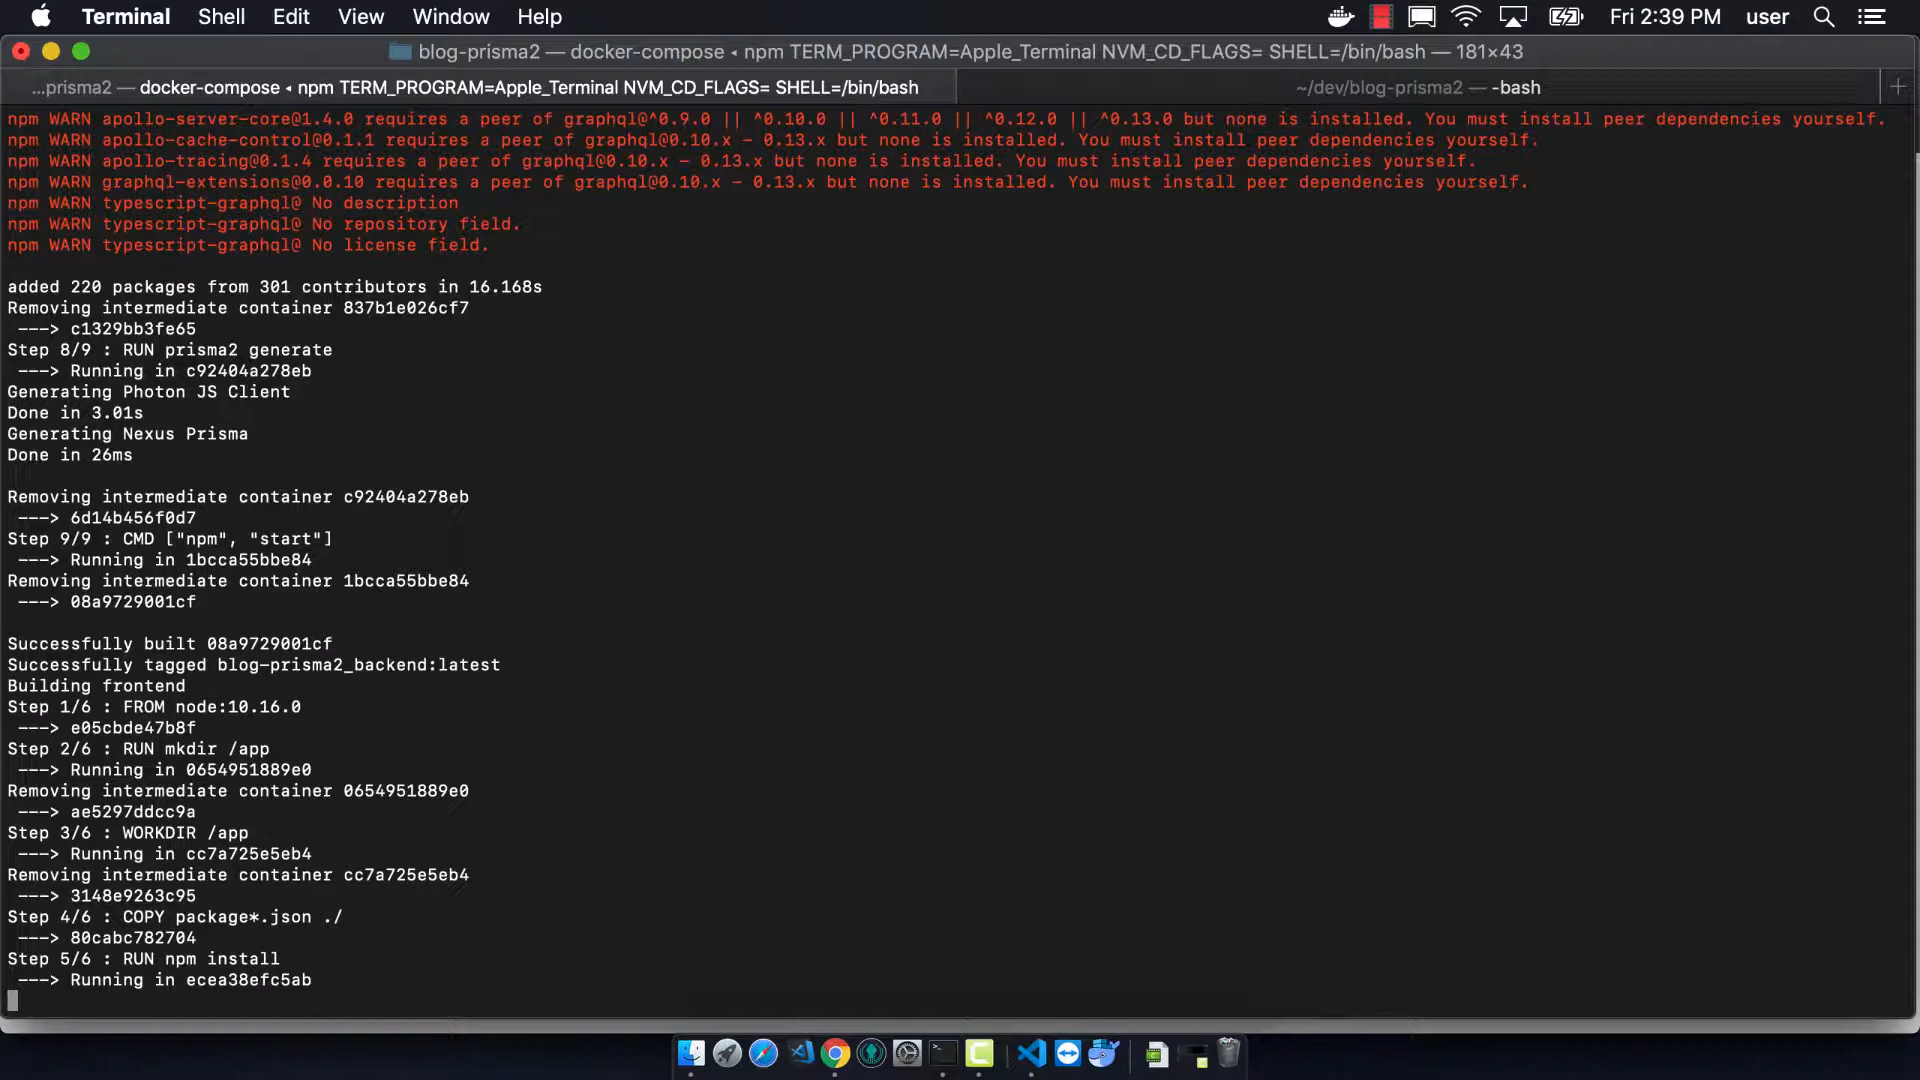 Terminal Shell Edit View Window Help Fri 2:39 PM user
blog-prisma2 — docker-compose ◂ npm TERM_PROGRAM=Apple_Terminal NVM_CD_FLAGS= SHELL=/bin/bash — 181×43
...prisma2 — docker-compose ◂ npm TERM_PROGRAM=Apple_Terminal NVM_CD_FLAGS= SHELL=/bin/bash ~/dev/blog-prisma2 — -bash +
npm WARN apollo-server-core@1.4.0 requires a peer of graphql@^0.9.0 || ^0.10.0 || ^0.11.0 || ^0.12.0 || ^0.13.0 but none is installed. You must install peer dependencies yourself.
npm WARN apollo-cache-control@0.1.1 requires a peer of graphql@0.10.x - 0.13.x but none is installed. You must install peer dependencies yourself.
npm WARN apollo-tracing@0.1.4 requires a peer of graphql@0.10.x - 0.13.x but none is installed. You must install peer dependencies yourself.
npm WARN graphql-extensions@0.0.10 requires a peer of graphql@0.10.x - 0.13.x but none is installed. You must install peer dependencies yourself.
npm WARN typescript-graphql@ No description
npm WARN typescript-graphql@ No repository field.
npm WARN typescript-graphql@ No license field.
added 220 packages from 301 contributors in 16.168s
Removing intermediate container 837b1e026cf7
---> c1329bb3fe65
Step 8/9 : RUN prisma2 generate
---> Running in c92404a278eb
Generating Photon JS Client
Done in 3.01s
Generating Nexus Prisma
Done in 26ms
Removing intermediate container c92404a278eb
---> 6d14b456f0d7
Step 9/9 : CMD ["npm", "start"]
---> Running in 1bcca55bbe84
Removing intermediate container 1bcca55bbe84
---> 08a9729001cf
Successfully built 08a9729001cf
Successfully tagged blog-prisma2_backend:latest
Building frontend
Step 1/6 : FROM node:10.16.0
---> e05cbde47b8f
Step 2/6 : RUN mkdir /app
---> Running in 0654951889e0
Removing intermediate container 0654951889e0
---> ae5297ddcc9a
Step 3/6 : WORKDIR /app
---> Running in cc7a725e5eb4
Removing intermediate container cc7a725e5eb4
---> 3148e9263c95
Step 4/6 : COPY package*.json ./
---> 80cabc782704
Step 5/6 : RUN npm install
---> Running in ecea38efc5ab